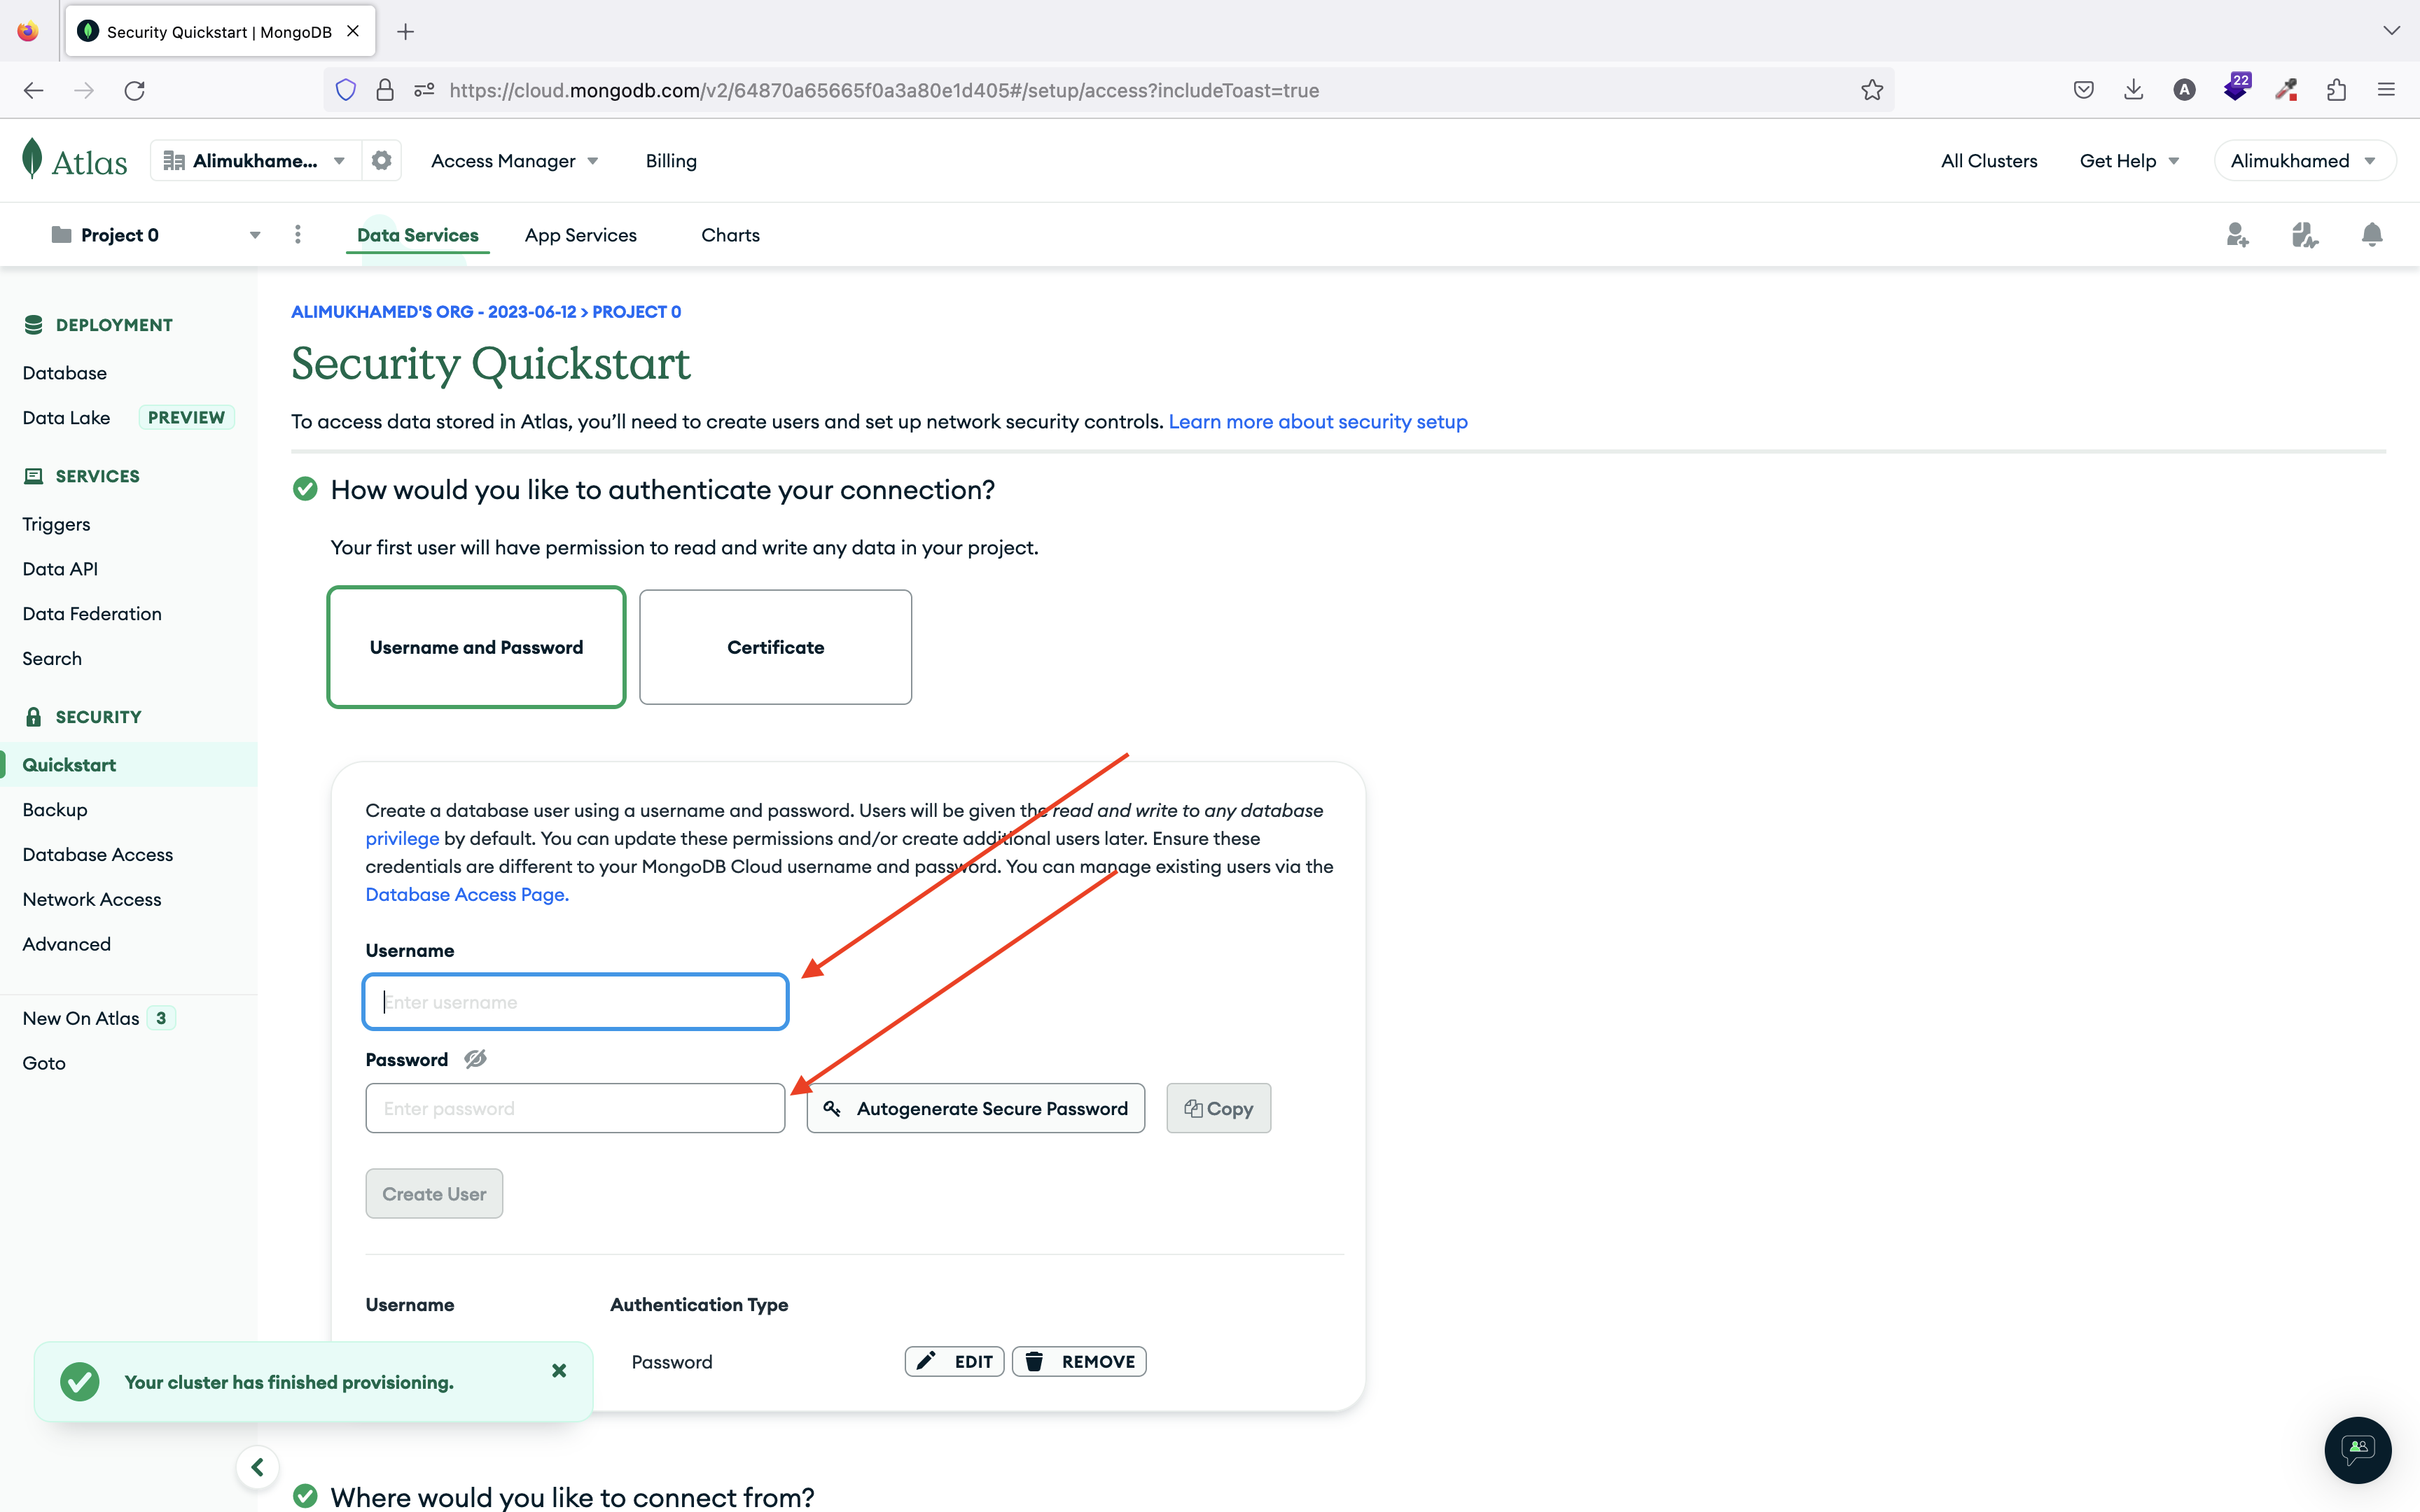 Security Quickstart | MongoDB
https://cloud.mongodb.com/v2/64870a65665f0a3a80e1d405#/setup/access?includeToast=true
A
22
Atlas
Alimukhame...
Access Manager
Billing
All Clusters
Get Help
Alimukhamed
Project 0
Data Services
App Services
Charts
DEPLOYMENT
Database
Data Lake PREVIEW
SERVICES
Triggers
Data API
Data Federation
Search
SECURITY
Quickstart
Backup
Database Access
Network Access
Advanced
New On Atlas 3
Goto
ALIMUKHAMED'S ORG - 2023-06-12 > PROJECT 0
Security Quickstart
To access data stored in Atlas, you’ll need to create users and set up network security controls. Learn more about security setup
How would you like to authenticate your connection?
Your first user will have permission to read and write any data in your project.
Username and Password
Certificate
Create a database user using a username and password. Users will be given the read and write to any database
privilege by default. You can update these permissions and/or create additional users later. Ensure these
credentials are different to your MongoDB Cloud username and password. You can manage existing users via the
Database Access Page.
Username
Enter username
Password
Enter password
Autogenerate Secure Password
Copy
Create User
Username Authentication Type
Password EDIT REMOVE
Your cluster has finished provisioning.
Where would you like to connect from?